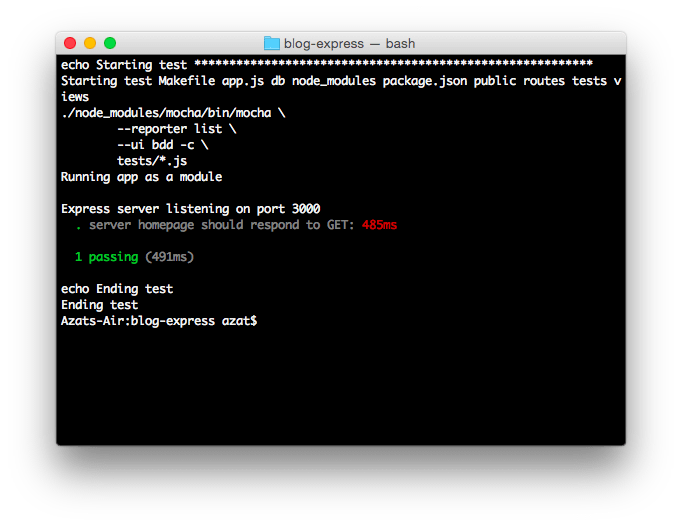 blog-express — bash
echo Starting test *********************************************************
Starting test Makefile app.js db node_modules package.json public routes tests v
iews
./node_modules/mocha/bin/mocha \
        --reporter list \
        --ui bdd -c \
        tests/*.js
Running app as a module

Express server listening on port 3000
  . server homepage should respond to GET: 485ms

  1 passing (491ms)

echo Ending test
Ending test
Azats-Air:blog-express azat$